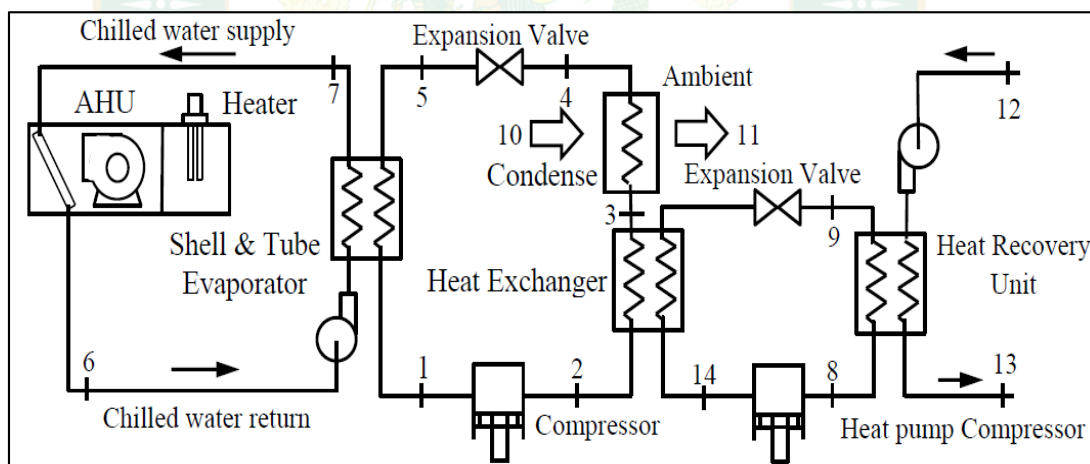 Chilled water supply
Expansion Valve
7
5
4
Ambient
12
AHU
Heater
10
11
Condense
Expansion Valve
3
9
Shell & Tube
Evaporator
Heat Exchanger
Heat Recovery
Unit
6
1
2
14
8
13
Chilled water return
Compressor
Heat pump Compressor